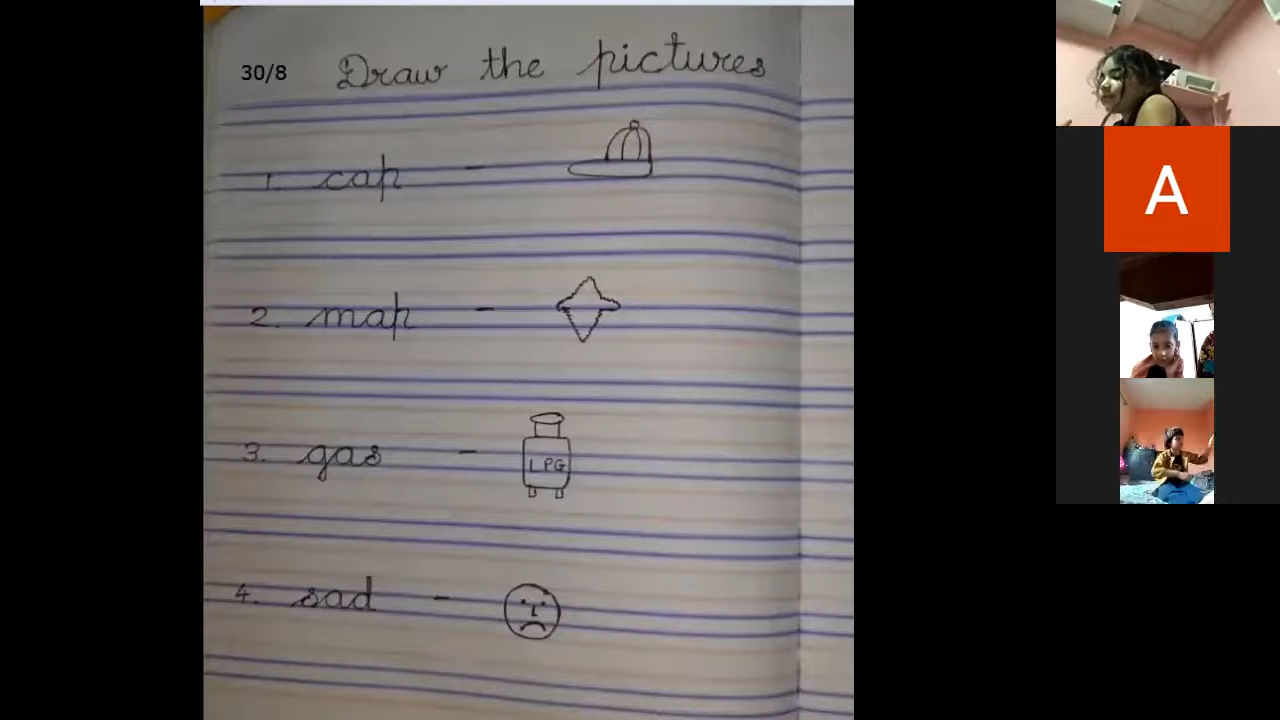 30/8 Draw the pictures
1. cap -
2. map -
3. gas - LPG
4. sad -
A